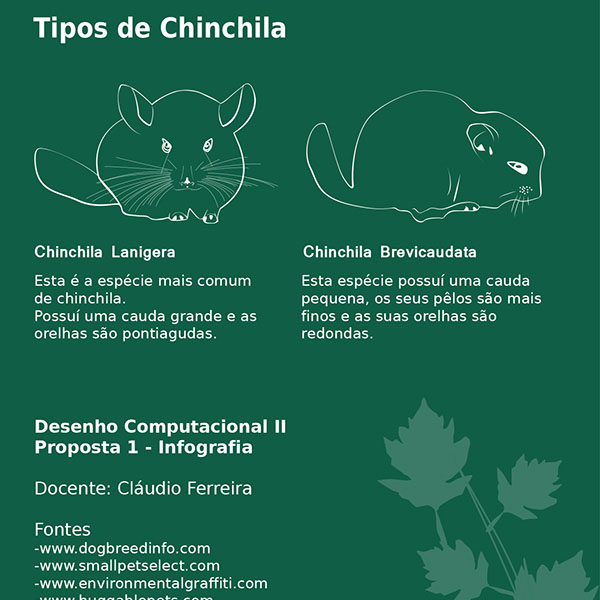 Tipos de Chinchila
Chinchila Lanigera
Esta é a espécie mais comum
de chinchila.
Possuí uma cauda grande e as
orelhas são pontiagudas.
Chinchila Brevicaudata
Esta espécie possuí uma cauda
pequena, os seus pêlos são mais
finos e as suas orelhas são
redondas.
Desenho Computacional II
Proposta 1 - Infografia
Docente: Cláudio Ferreira
Fontes
-www.dogbreedinfo.com
-www.smallpetselect.com
-www.environmentalgraffiti.com
-www.huggablepets.com